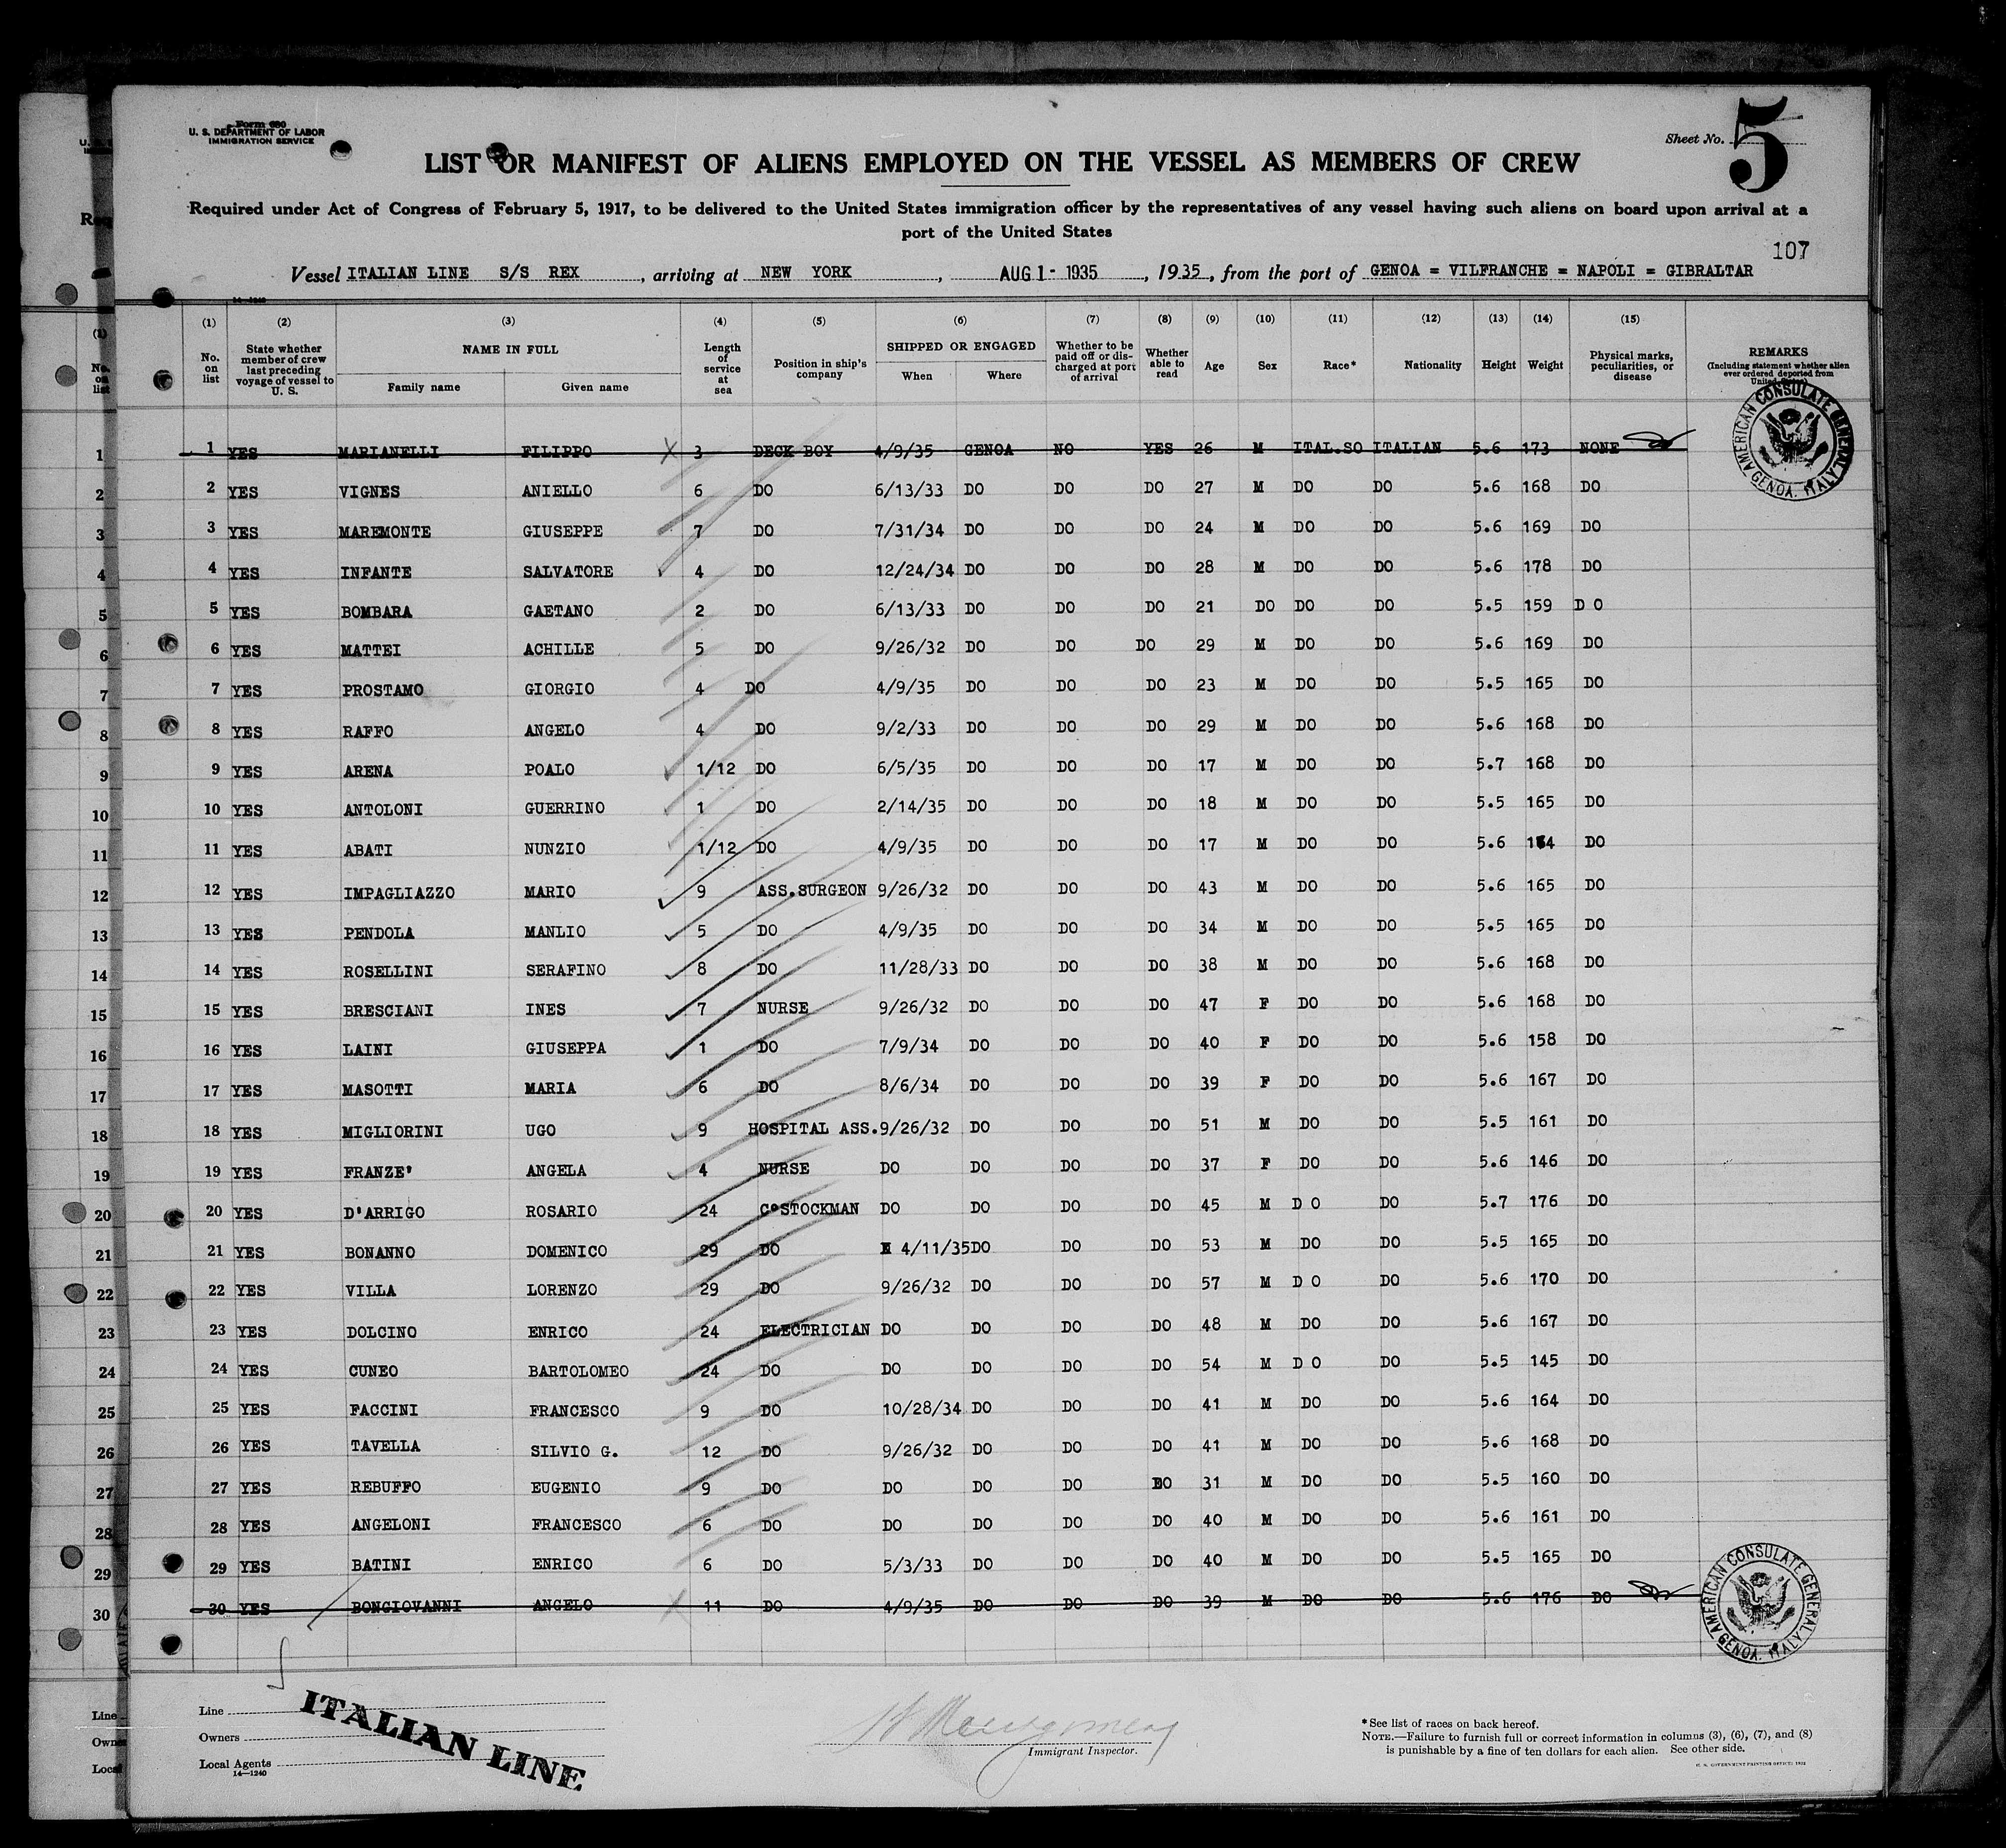 Form 680
U. S. DEPARTMENT OF LABOR
IMMIGRATION SERVICE
Sheet No. 5
LIST OR MANIFEST OF ALIENS EMPLOYED ON THE VESSEL AS MEMBERS OF CREW
Required under Act of Congress of February 5, 1917, to be delivered to the United States immigration officer by the representatives of any vessel having such aliens on board upon arrival at a
port of the United States
107
Vessel ITALIAN LINE S/S REX, arriving at NEW YORK, AUG 1 - 1935, 1935, from the port of GENOA = VILFRANCHE = NAPOLI = GIBRALTAR
(1) (2) (3) (4) (5) (6) (7) (8) (9) (10) (11) (12) (13) (14) (15)
No. on list State whether member of crew last preceding voyage of vessel to U. S. NAME IN FULL Family name Given name Length of service at sea Position in ship's company SHIPPED OR ENGAGED When Where Whether to be paid off or discharged at port of arrival Whether able to read Age Sex Race* Nationality Height Weight Physical marks, peculiarities, or disease REMARKS (Including statement whether alien ever ordered deported from United States)
AMERICAN CONSULATE GENERAL GENOA. ITALY
1 YES MARIANELLI FILIPPO X 3 DECK BOY 4/9/35 GENOA NO YES 26 M ITAL.SO ITALIAN 5.6 173 NONE
2 YES VIGNES ANIELLO 6 DO 6/13/33 DO DO DO 27 M DO DO 5.6 168 DO
3 YES MAREMONTE GIUSEPPE 7 DO 7/31/34 DO DO DO 24 M DO DO 5.6 169 DO
4 YES INFANTE SALVATORE 4 DO 12/24/34 DO DO DO 28 M DO DO 5.6 178 DO
5 YES BOMBARA GAETANO 2 DO 6/13/33 DO DO DO 21 DO DO DO 5.5 159 D O
6 YES MATTEI ACHILLE 5 DO 9/26/32 DO DO DO 29 M DO DO 5.6 169 DO
7 YES PROSTAMO GIORGIO 4 DO 4/9/35 DO DO DO 23 M DO DO 5.5 165 DO
8 YES RAFFO ANGELO 4 DO 9/2/33 DO DO DO 29 M DO DO 5.6 168 DO
9 YES ARENA POALO 1/12 DO 6/5/35 DO DO DO 17 M DO DO 5.7 168 DO
10 YES ANTOLONI GUERRINO 1 DO 2/14/35 DO DO DO 18 M DO DO 5.5 165 DO
11 YES ABATI NUNZIO 1/12 DO 4/9/35 DO DO DO 17 M DO DO 5.6 DO
12 YES IMPAGLIAZZO MARIO 9 ASS.SURGEON 9/26/32 DO DO DO 43 M DO DO 5.6 165 DO
13 YES PENDOLA MANLIO 5 DO 4/9/35 DO DO DO 34 M DO DO 5.5 165 DO
14 YES ROSELLINI SERAFINO 8 DO 11/28/33 DO DO DO 38 M DO DO 5.6 168 DO
15 YES BRESCIANI INES 7 NURSE 9/26/32 DO DO DO 47 F DO DO 5.6 168 DO
16 YES LAINI GIUSEPPA 1 DO 7/9/34 DO DO DO 40 F DO DO 5.6 158 DO
17 YES MASOTTI MARIA 6 DO 8/6/34 DO DO DO 39 F DO DO 5.6 167 DO
18 YES MIGLIORINI UGO 9 HOSPITAL ASS. 9/26/32 DO DO DO 51 M DO DO 5.5 161 DO
19 YES FRANZE' ANGELA 4 NURSE DO DO DO DO 37 F DO DO 5.6 146 DO
20 YES D'ARRIGO ROSARIO 24 C°STOCKMAN DO DO DO DO 45 M D O DO 5.7 176 DO
21 YES BONANNO DOMENICO 29 DO 4/11/35 DO DO DO 53 M DO DO 5.5 165 DO
22 YES VILLA LORENZO 29 DO 9/26/32 DO DO DO 57 M D O DO 5.6 170 DO
23 YES DOLCINO ENRICO 24 ELECTRICIAN DO DO DO DO 48 M DO DO 5.6 167 DO
24 YES CUNEO BARTOLOMEO 24 DO DO DO DO DO 54 M D O DO 5.5 145 DO
25 YES FACCINI FRANCESCO 9 DO 10/28/34 DO DO DO 41 M DO DO 5.6 164 DO
26 YES TAVELLA SILVIO G. 12 DO 9/26/32 DO DO DO 41 M DO DO 5.6 168 DO
27 YES REBUFFO EUGENIO 9 DO DO DO DO DO 31 M DO DO 5.5 160 DO
28 YES ANGELONI FRANCESCO 6 DO DO DO DO DO 40 M DO DO 5.6 161 DO
29 YES BATINI ENRICO 6 DO 5/3/33 DO DO DO 40 M DO DO 5.5 165 DO
30 YES BONGIOVANNI ANGELO X 11 DO 4/9/35 DO DO DO 39 M DO DO 5.6 176 DO
AMERICAN CONSULATE GENERAL GENOA. ITALY
Line
Owners
Local Agents
14—1240
ITALIAN LINE
Montgomery
Immigrant Inspector.
*See list of races on back hereof.
NOTE.—Failure to furnish full or correct information in columns (3), (6), (7), and (8)
is punishable by a fine of ten dollars for each alien. See other side.